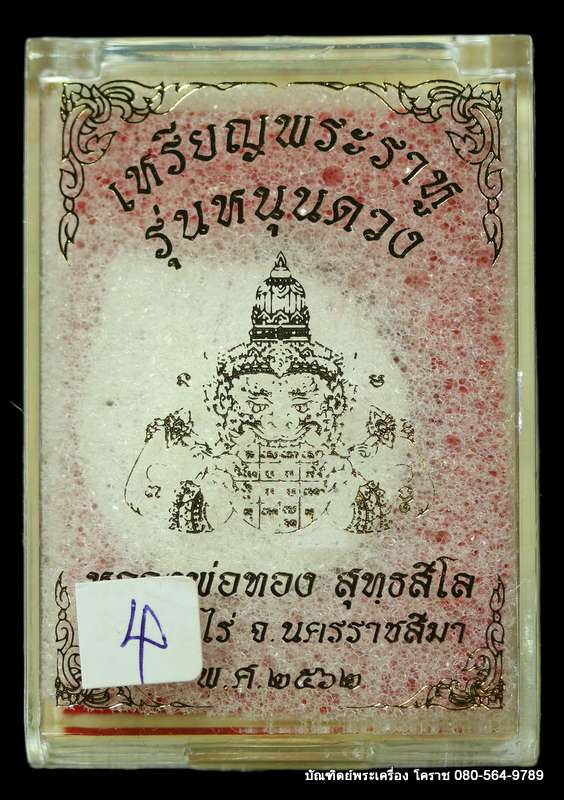 เหรียญพระราหู
รุ่นหนุนดวง
หลวงพ่อทอง สุทฺธสีโล
ไร่ จ.นครราชสีมา
พ.ศ.๒๕๖๒
บัณฑิตย์พระเครื่อง โคราช 080-564-9789